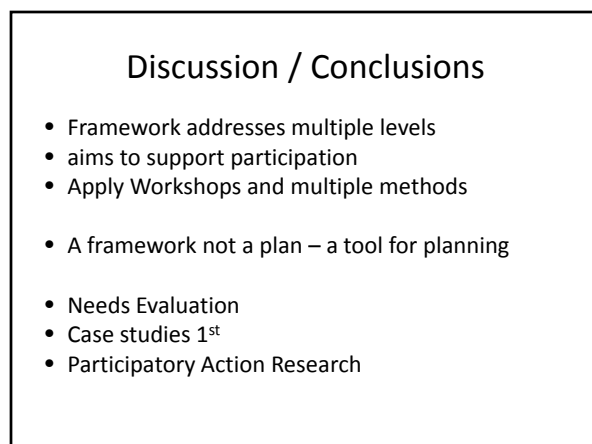 Discussion / Conclusions
• Framework addresses multiple levels
• aims to support participation
• Apply Workshops and multiple methods
• A framework not a plan – a tool for planning
• Needs Evaluation
• Case studies 1st
• Participatory Action Research